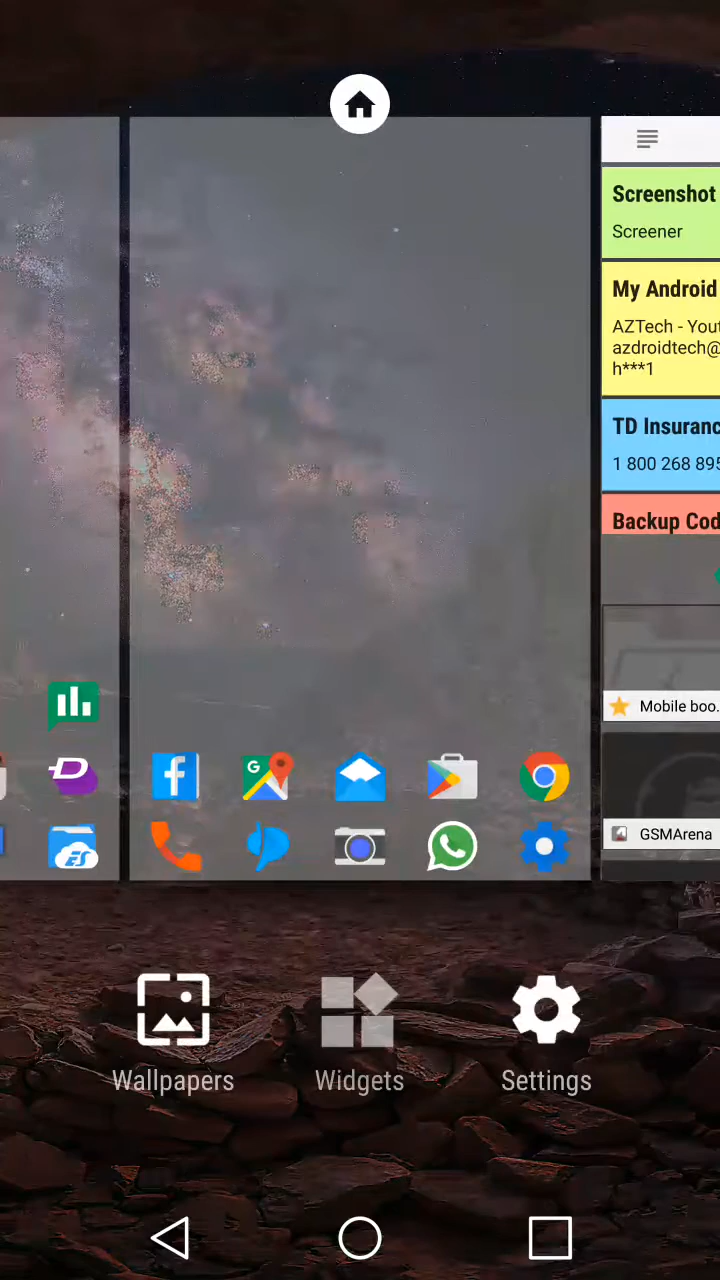 Screenshot
Screener
My Android
AZTech - Yout
azdroidtech@
h***1
TD Insuranc
1 800 268 895
Backup Cod
Mobile boo.
GSMArena
Wallpapers
Widgets
Settings